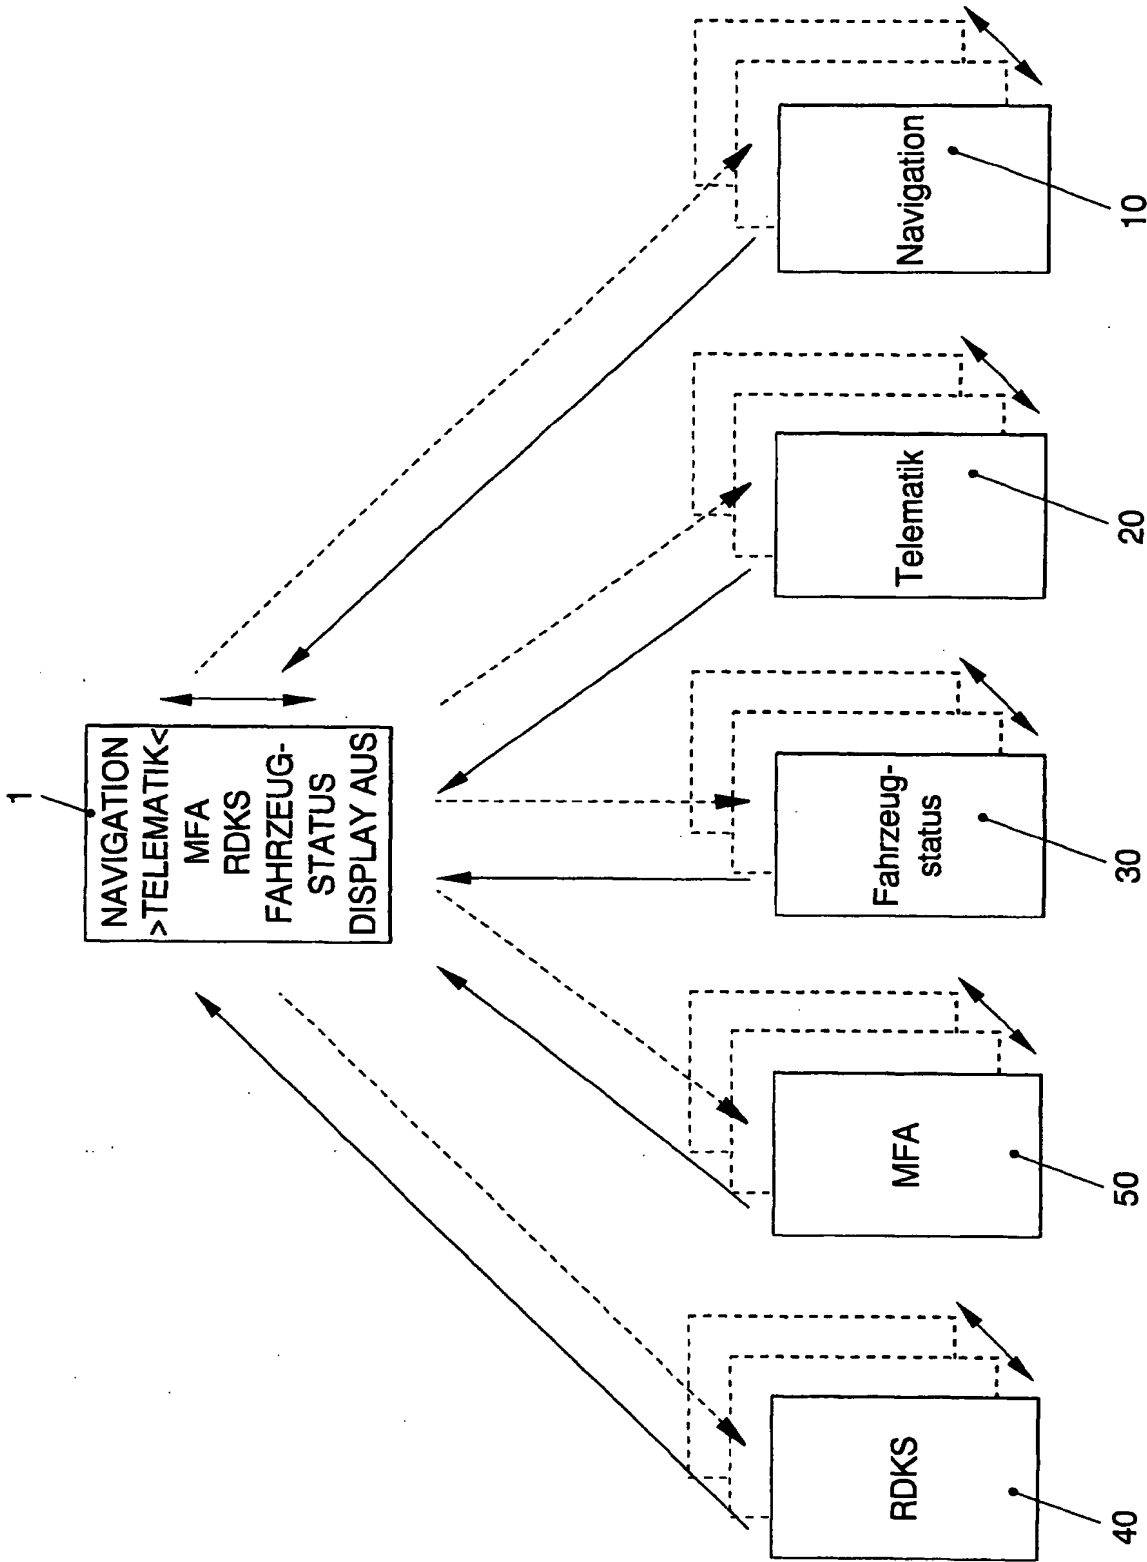 1
NAVIGATION
>TELEMATIK<
MFA
RDKS
FAHRZEUG-
STATUS
DISPLAY AUS
RDKS
40
MFA
50
Fahrzeug-
status
30
Telematik
20
Navigation
10